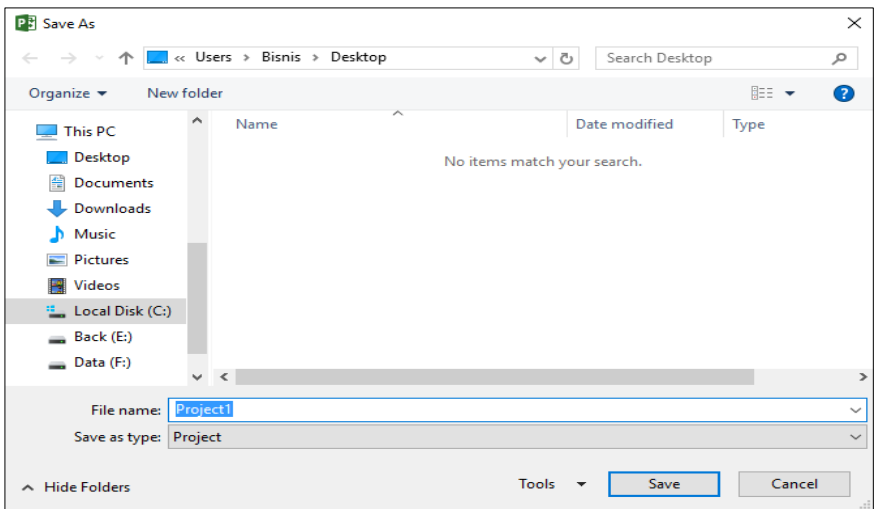 Save As
« Users > Bisnis > Desktop
Search Desktop
Organize
New folder
?
Name
Date modified
Type
No items match your search.
This PC
Desktop
Documents
Downloads
Music
Pictures
Videos
Local Disk (C:)
Back (E:)
Data (F:)
File name: Project1
Save as type: Project
Hide Folders
Tools
Save
Cancel